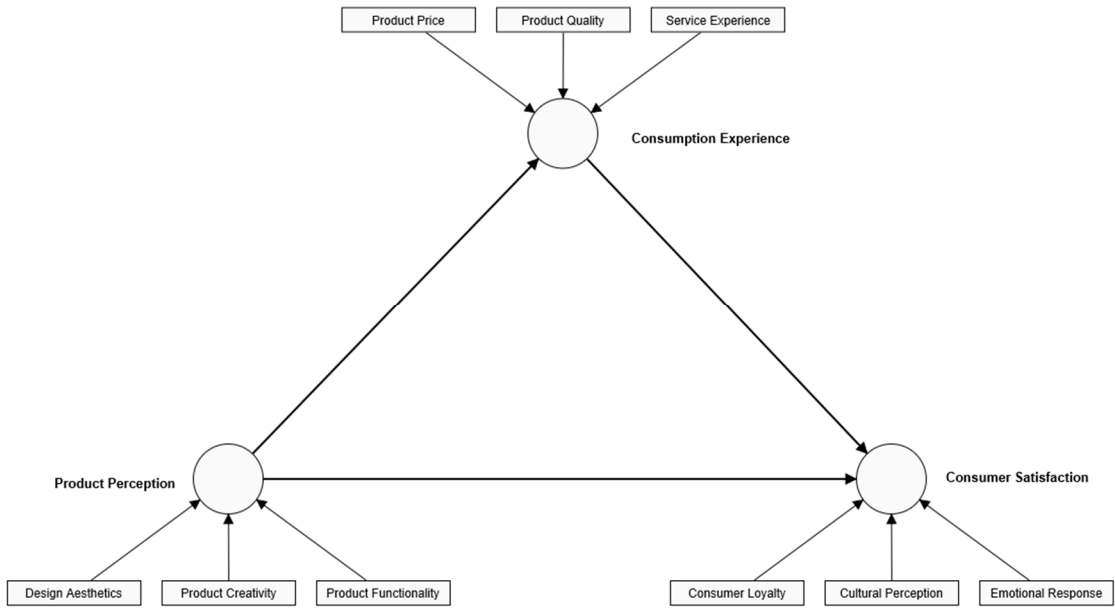 Product Price
Product Quality
Service Experience
Consumption Experience
Product Perception
Consumer Satisfaction
Design Aesthetics
Product Creativity
Product Functionality
Consumer Loyalty
Cultural Perception
Emotional Response